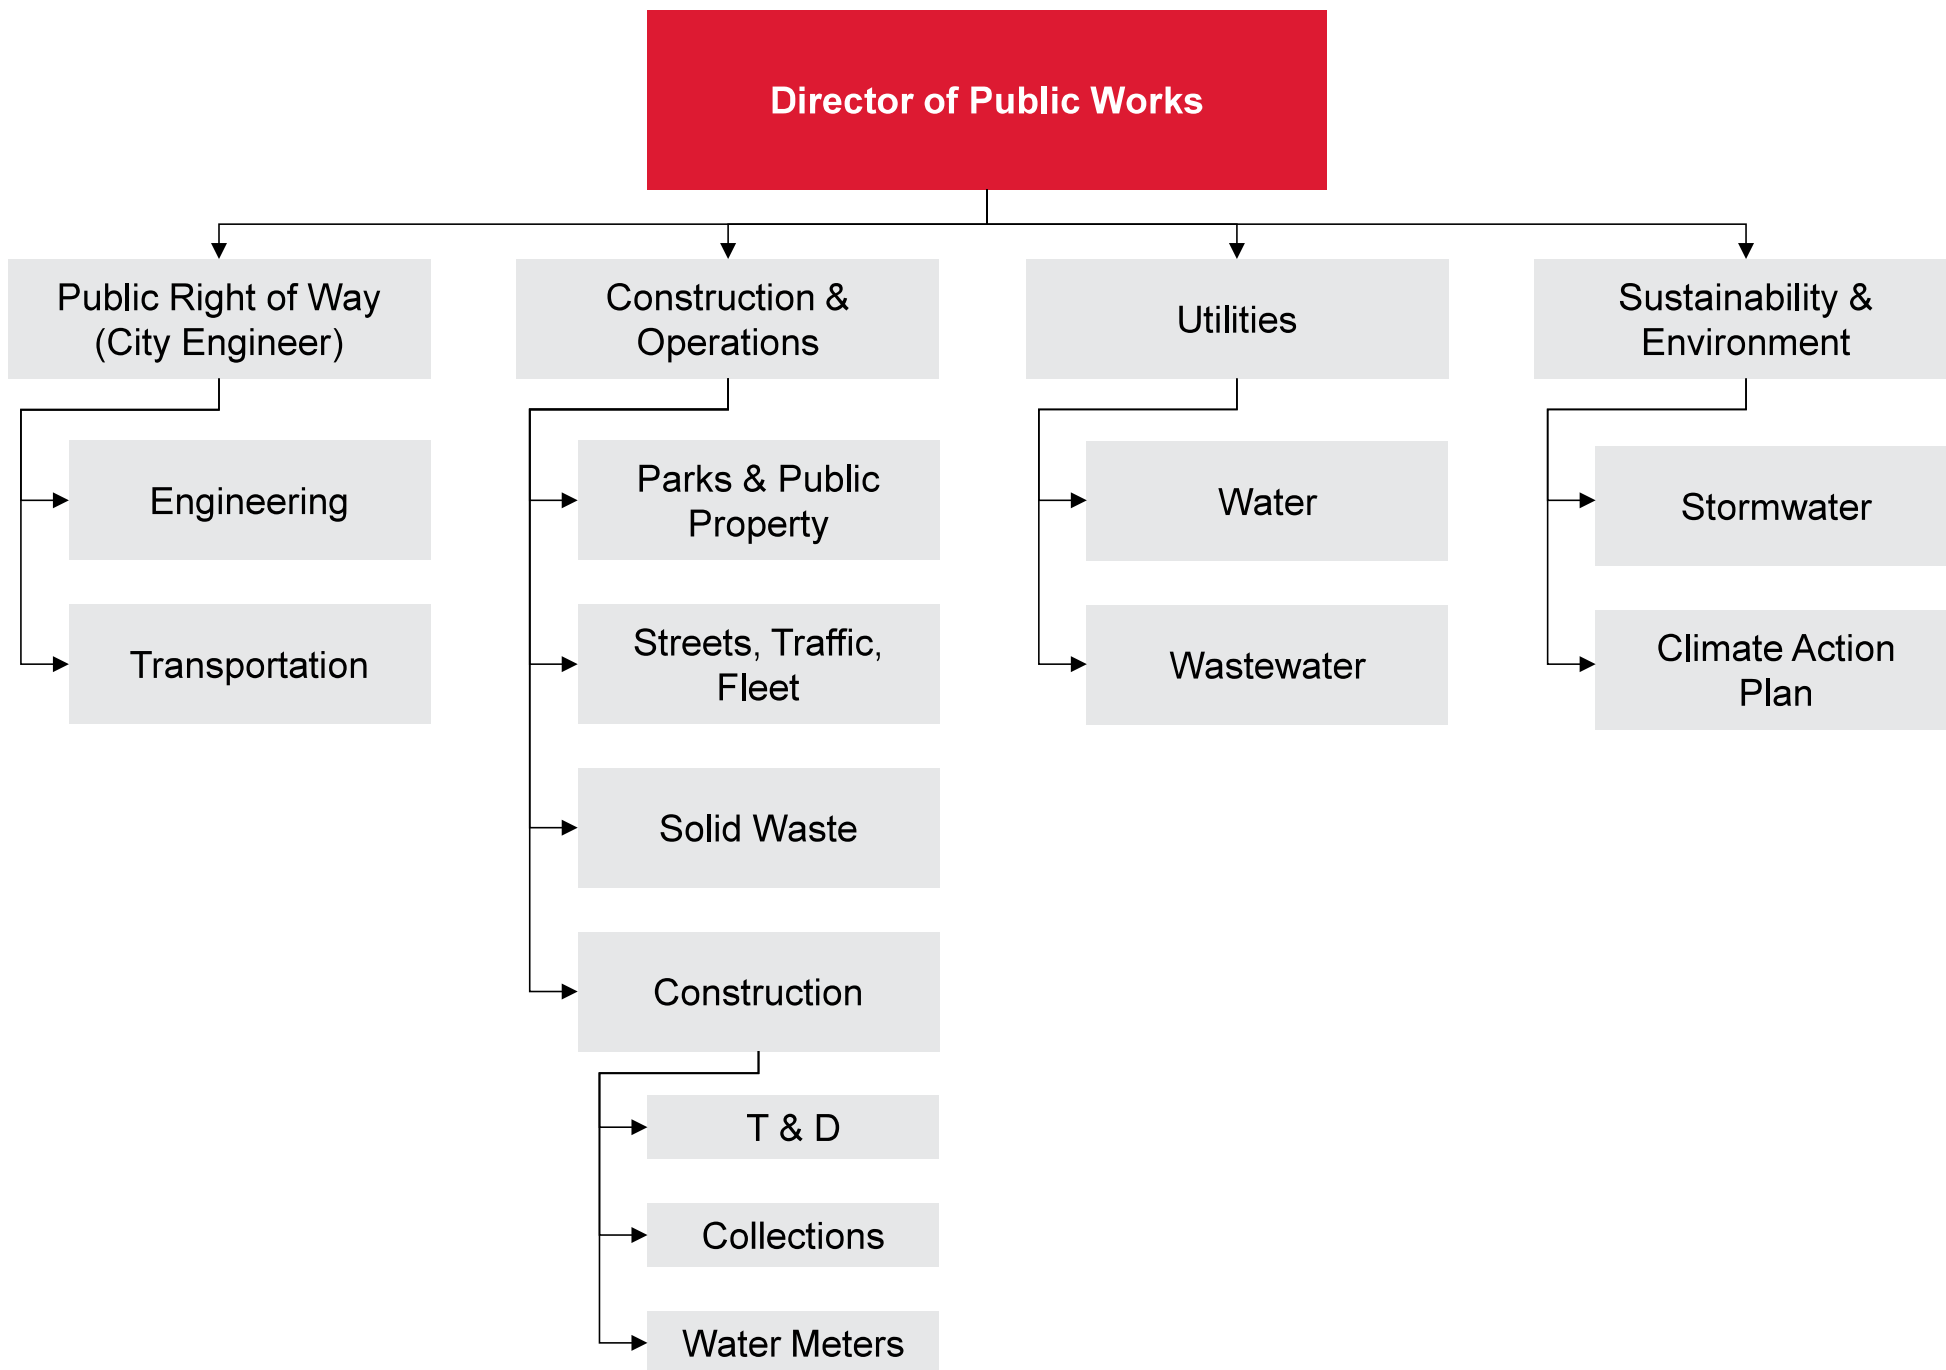 Director of Public Works
Public Right of Way
(City Engineer)
Construction &
Operations
Utilities
Sustainability &
Environment
Engineering
Transportation
Parks & Public
Property
Streets, Traffic,
Fleet
Solid Waste
Construction
T & D
Collections
Water Meters
Water
Wastewater
Stormwater
Climate Action
Plan